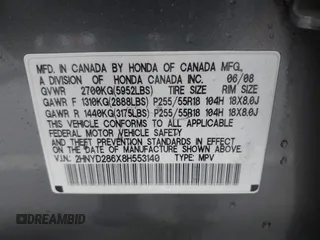 MFD. IN CANADA BY HONDA OF CANADA MFG.,
A DIVISION OF HONDA CANADA INC. 06/08
GVWR 2700KG(5952LBS) TIRE SIZE RIM SIZE
GAWR F 1310KG(2888LBS) P255/55R18 104H 18X8.0J
GAWR R 1440KG(3175LBS) P255/55R18 104H 18X8.0J
THIS VEHICLE CONFORMS TO ALL APPLICABLE
FEDERAL MOTOR VEHICLE SAFETY AND
THEFT PREVENTION STANDARDS IN EFFECT ON
THE DATE OF MANUFACTURE SHOWN ABOVE.
V.I.N: 2HNYD286X8H553140 TYPE: MPV
DREAMBID